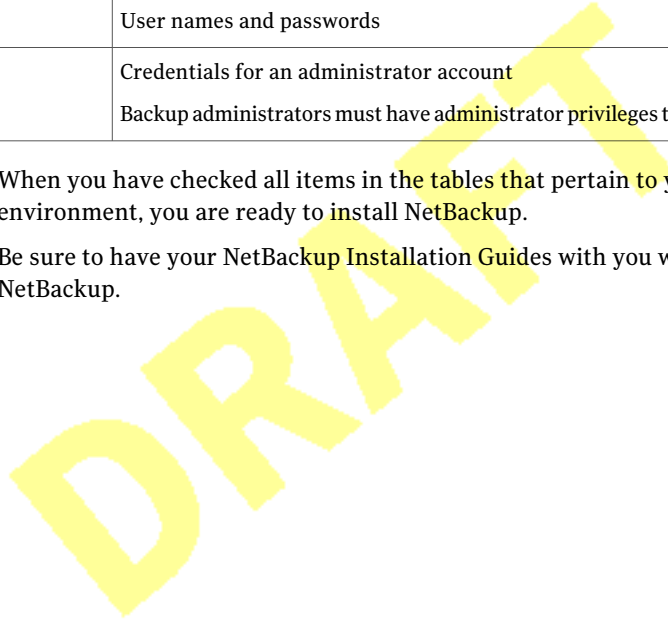 User names and passwords
Credentials for an administrator account
Backup administrators must have administrator privileges
When you have checked all items in the tables that pertain to
environment, you are ready to install NetBackup.
Be sure to have your NetBackup Installation Guides with you
NetBackup.
DRAFT